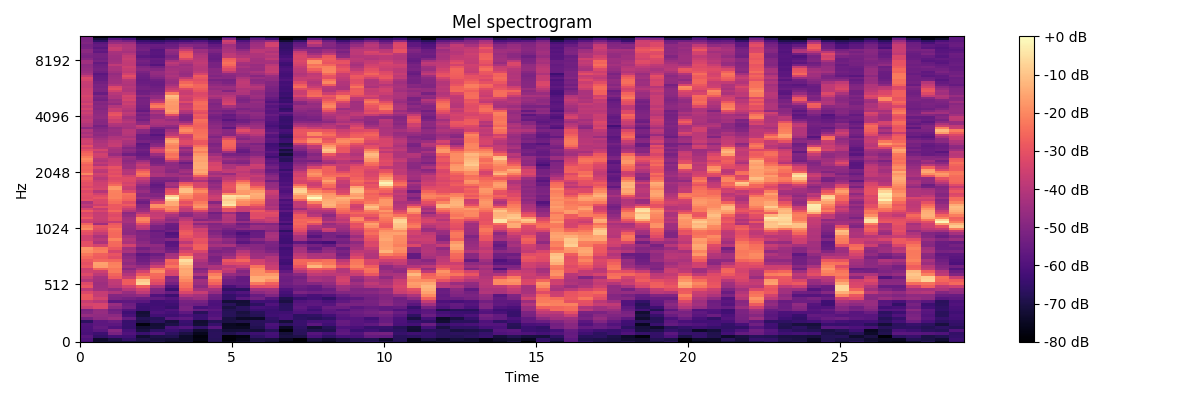 Mel spectrogram
8192
4096
2048
1024
512
0
Hz
0 5 10 15 20 25
Time
+0 dB
-10 dB
-20 dB
-30 dB
-40 dB
-50 dB
-60 dB
-70 dB
-80 dB